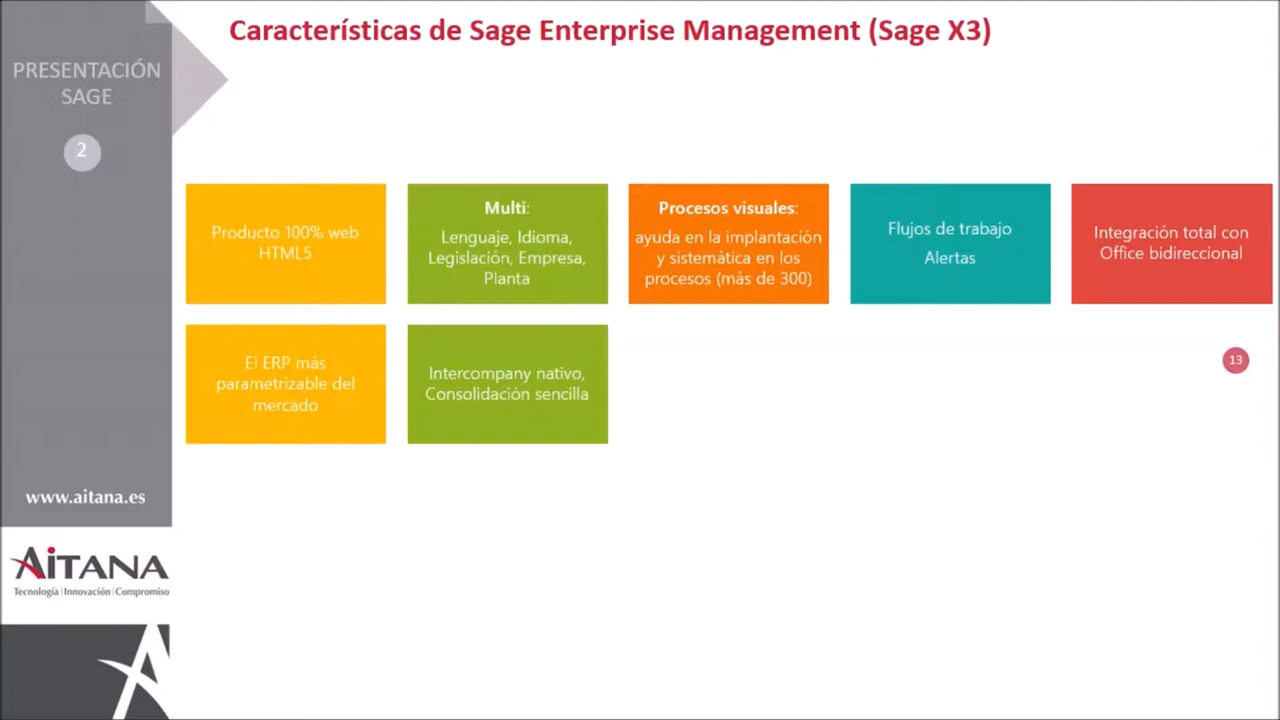 Características de Sage Enterprise Management (Sage X3)
PRESENTACIÓN
SAGE
2
Producto 100% web
HTML5
Multi:
Lenguaje, Idioma,
Legislación, Empresa,
Planta
Procesos visuales:
ayuda en la implantación
y sistemática en los
procesos (más de 300)
Flujos de trabajo
Alertas
Integración total con
Office bidireccional
El ERP más
parametrizable del
mercado
Intercompany nativo,
Consolidación sencilla
13
www.aitana.es
AiTANA
Tecnología | Innovación | Compromiso